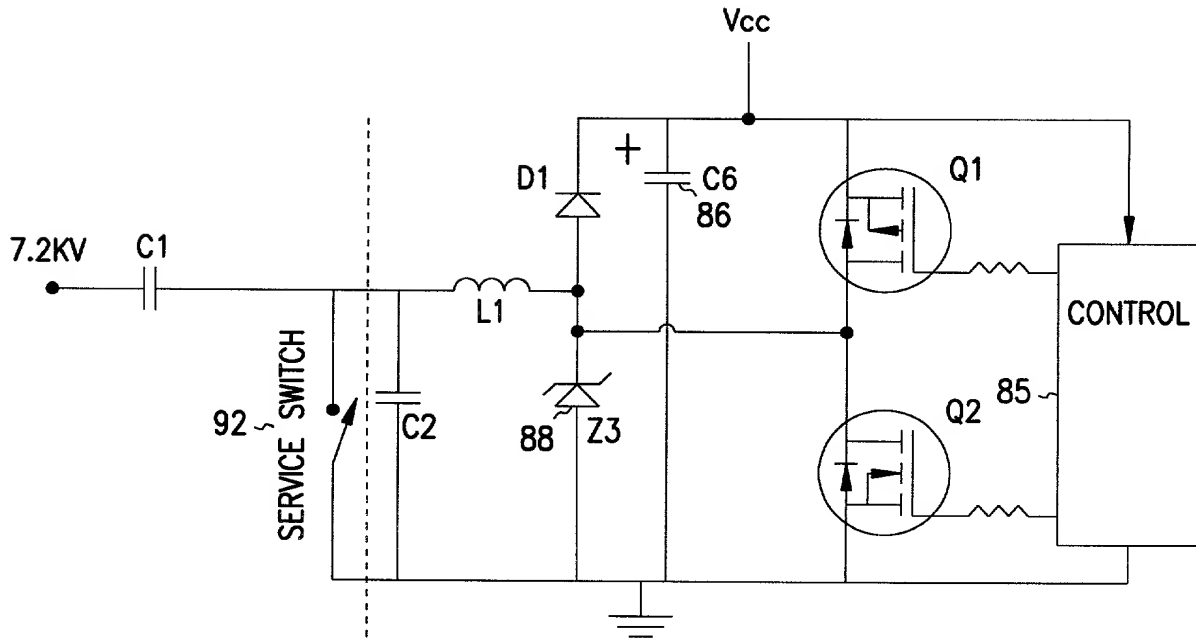 Vcc
D1
+
C6
86
Q1
7.2KV
C1
L1
CONTROL
SERVICE SWITCH
92
C2
88
Z3
Q2
85